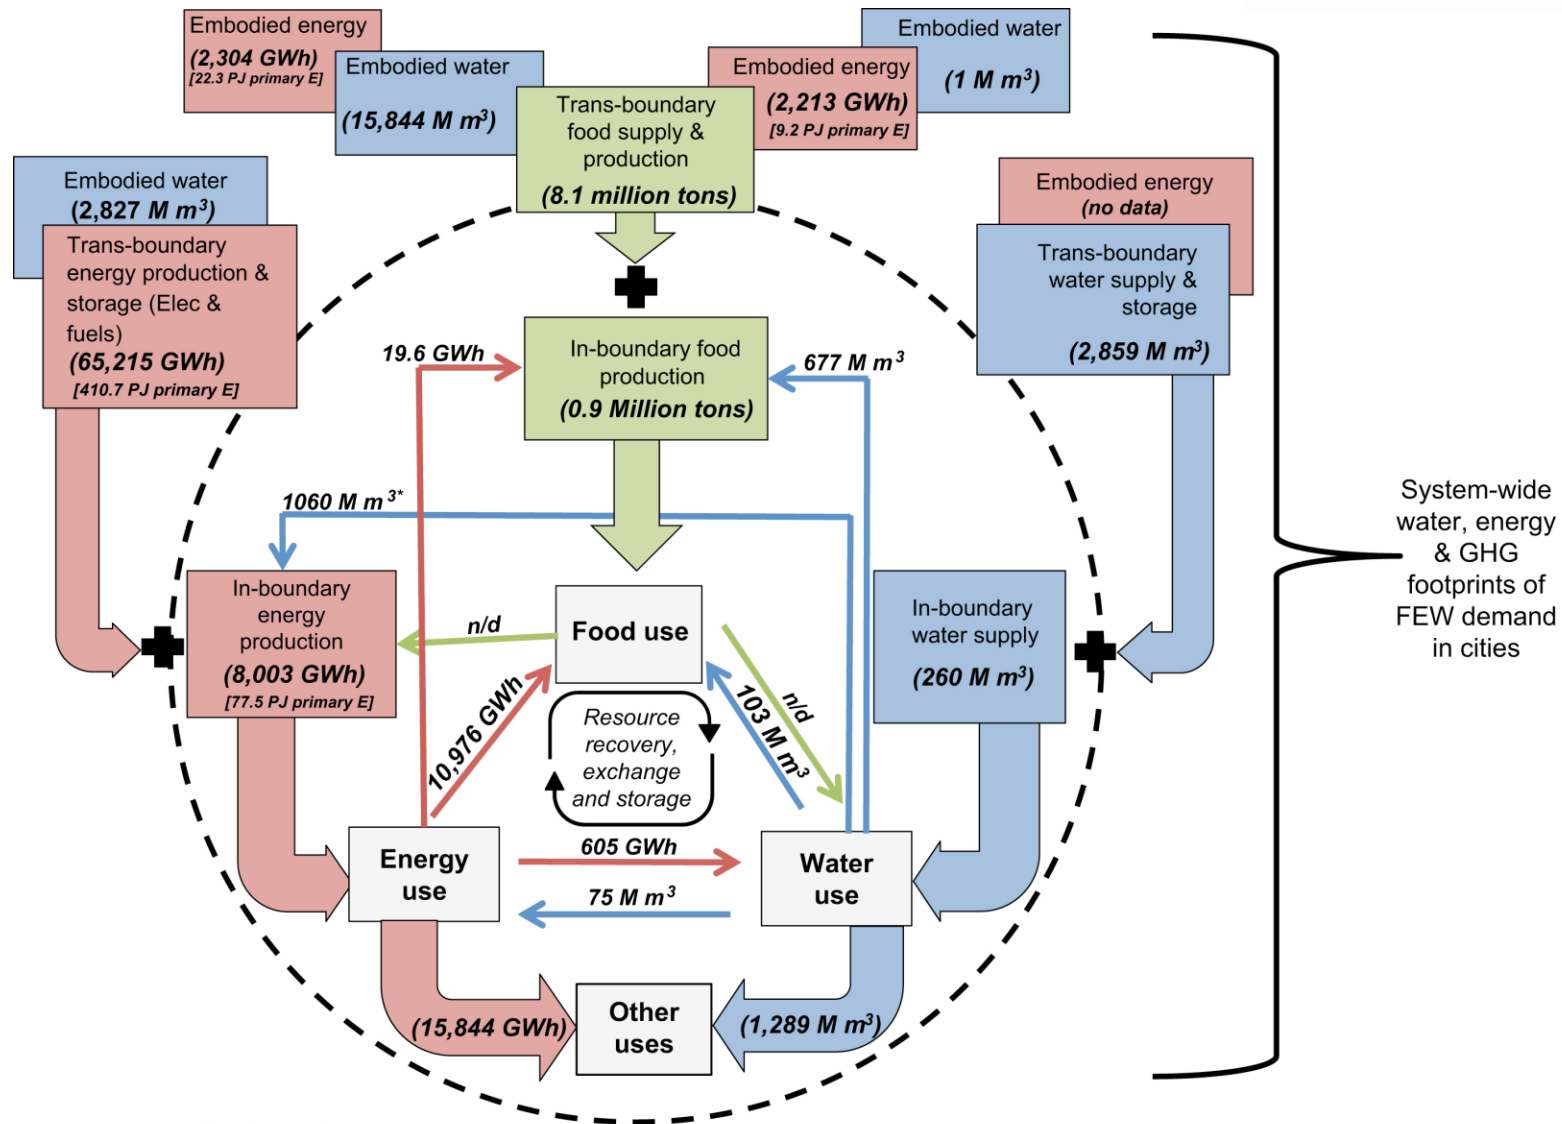 Embodied energy
(2,304 GWh)
[22.3 PJ primary E]
Embodied water
(15,844 M m³)
Trans-boundary
food supply &
production
(8.1 million tons)
Embodied energy
(2,213 GWh)
[9.2 PJ primary E]
Embodied water
(1 M m³)
Embodied water
(2,827 M m³)
Trans-boundary
energy production &
storage (Elec &
fuels)
(65,215 GWh)
[410.7 PJ primary E]
Embodied energy
(no data)
Trans-boundary
water supply &
storage
(2,859 M m³)
19.6 GWh
In-boundary food
production
(0.9 Million tons)
677 M m³
1060 M m³*
In-boundary
energy
production
(8,003 GWh)
[77.5 PJ primary E]
n/d
Food use
In-boundary
water supply
(260 M m³)
10,976 GWh
Resource
recovery,
exchange
and storage
103 M m³
n/d
Energy
use
605 GWh
75 M m³
Water
use
(15,844 GWh)
Other
uses
(1,289 M m³)
System-wide
water, energy
& GHG
footprints of
FEW demand
in cities